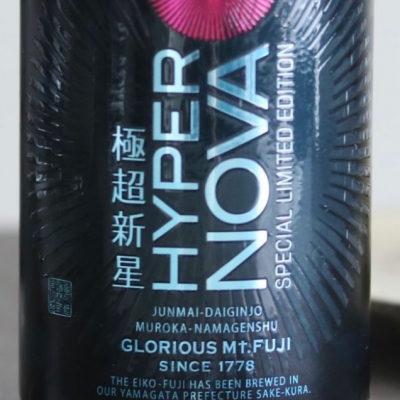 極超新星
HYPER
NOVA
SPECIAL LIMITED EDITION
JUNMAI-DAIGINJO
MUROKA-NAMAGENSHU
GLORIOUS Mt.FUJI
SINCE 1778
THE EIKO-FUJI HAS BEEN BREWED IN
OUR YAMAGATA PREFECTURE SAKE-KURA.